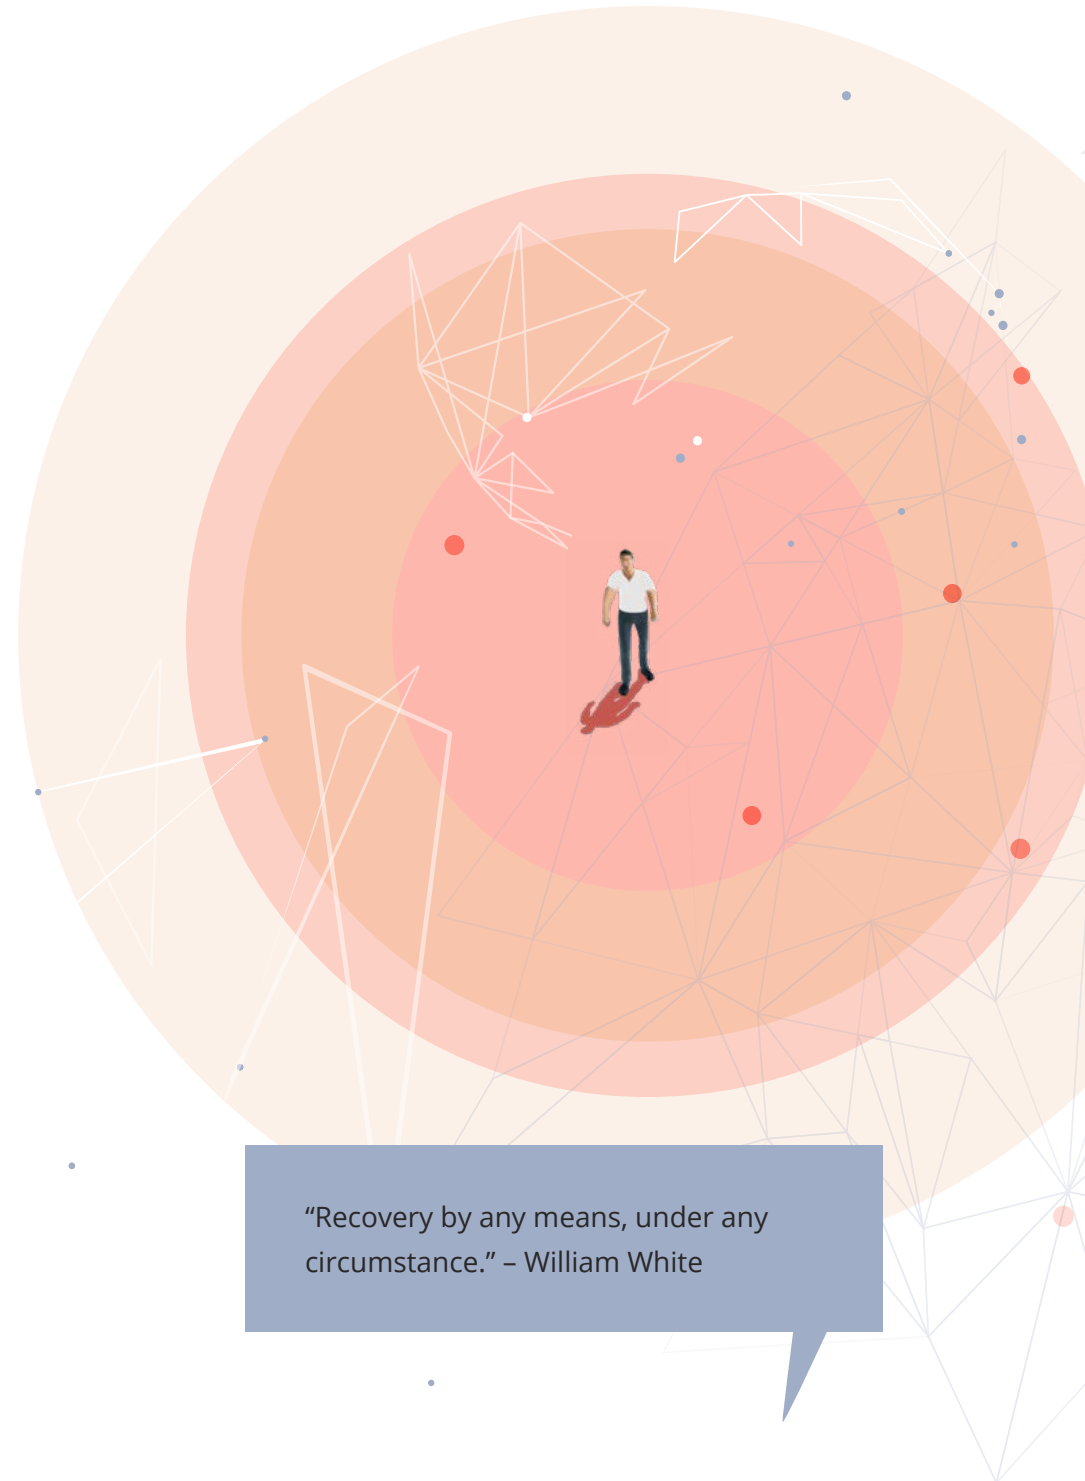 “Recovery by any means, under any
circumstance.” – William White